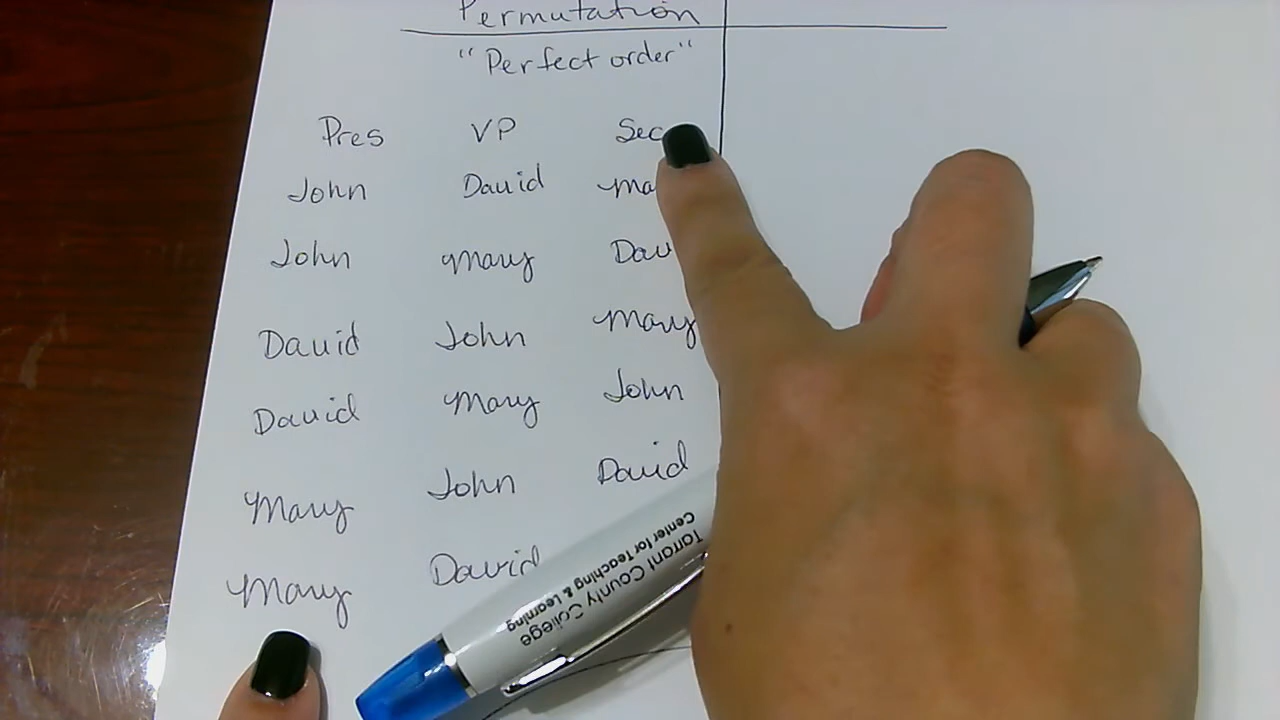 Permutation
"Perfect order"
Pres VP Sec
John David
John Mary
David John Mary
David Mary John
Mary John David
Mary David
Tarrant County College
Center for Teaching & Learning